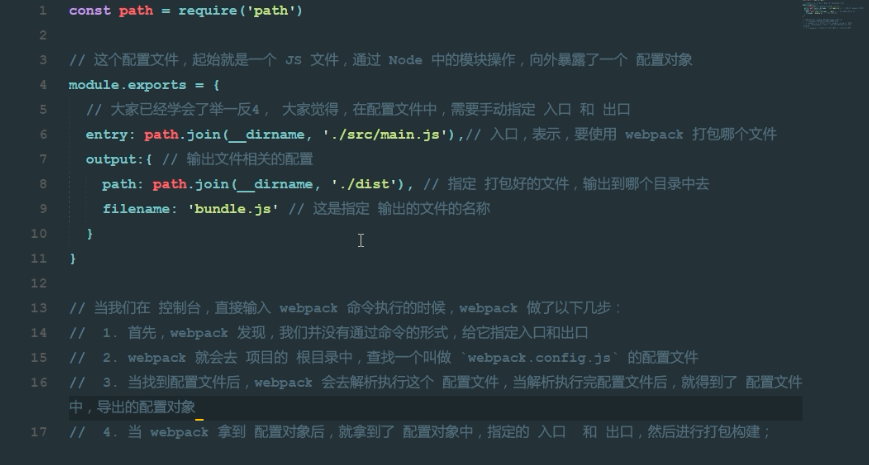 1 const path = require('path')
2
3 // 这个配置文件，起始就是一个 JS 文件，通过 Node 中的模块操作，向外暴露了一个 配置对象
4 module.exports = {
5 // 大家已经学会了举一反4， 大家觉得，在配置文件中，需要手动指定 入口 和 出口
6 entry: path.join(__dirname, './src/main.js'),// 入口，表示，要使用 webpack 打包哪个文件
7 output:{ // 输出文件相关的配置
8 path: path.join(__dirname, './dist'), // 指定 打包好的文件，输出到哪个目录中去
9 filename: 'bundle.js' // 这是指定 输出的文件的名称
10 }
11 }
12
13 // 当我们在 控制台，直接输入 webpack 命令执行的时候，webpack 做了以下几步：
14 // 1. 首先，webpack 发现，我们并没有通过命令的形式，给它指定入口和出口
15 // 2. webpack 就会去 项目的 根目录中，查找一个叫做 `webpack.config.js` 的配置文件
16 // 3. 当找到配置文件后，webpack 会去解析执行这个 配置文件，当解析执行完配置文件后，就得到了 配置文件
中，导出的配置对象
17 // 4. 当 webpack 拿到 配置对象后，就拿到了 配置对象中，指定的 入口 和 出口，然后进行打包构建；